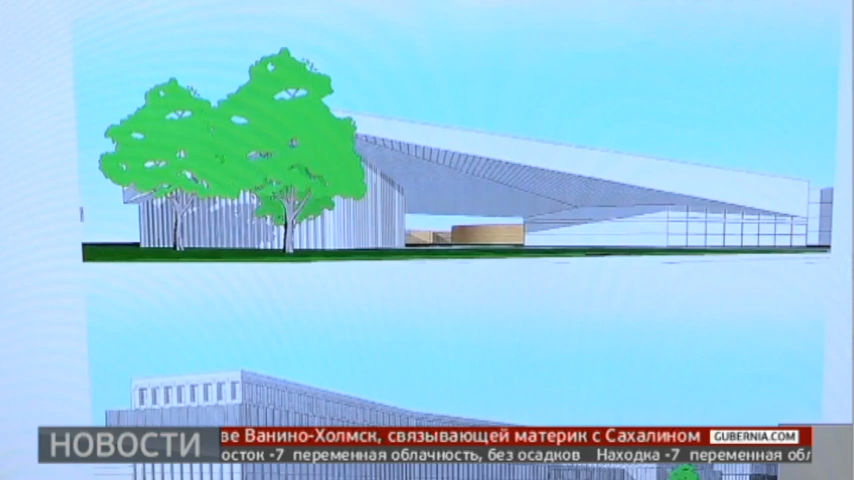 НОВОСТИ
ве Ванино-Холмск, связывающей материк с Сахалином GUBERNIA.COM
осток -7 переменная облачность, без осадков Находка -7 переменная обл